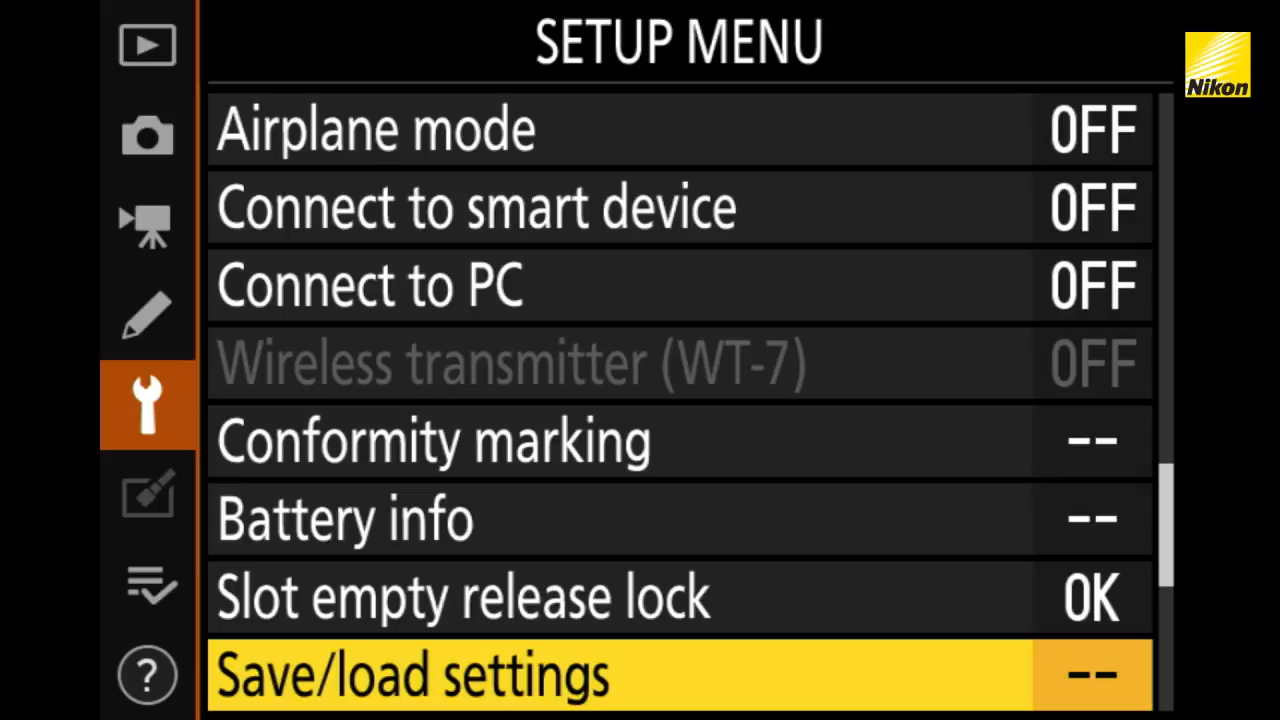 SETUP MENU
Nikon
Airplane mode OFF
Connect to smart device OFF
Connect to PC OFF
Wireless transmitter (WT-7) OFF
Conformity marking --
Battery info --
Slot empty release lock OK
Save/load settings --
?